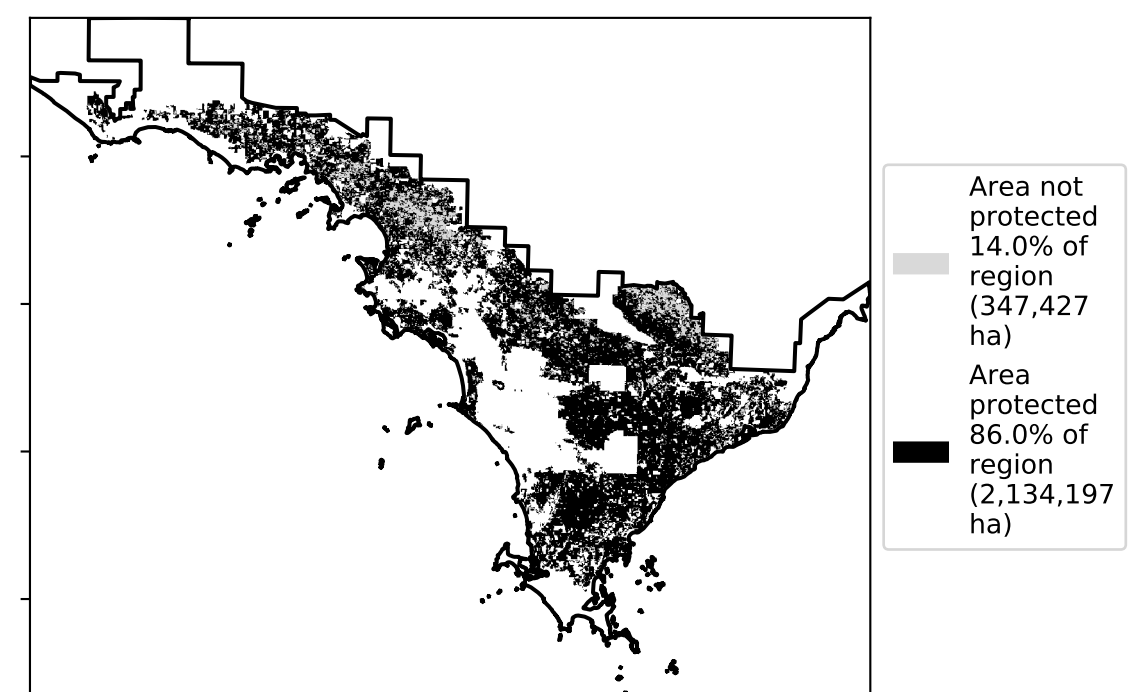 Area not
protected
14.0% of
region
(347,427
ha)
Area
protected
86.0% of
region
(2,134,197
ha)